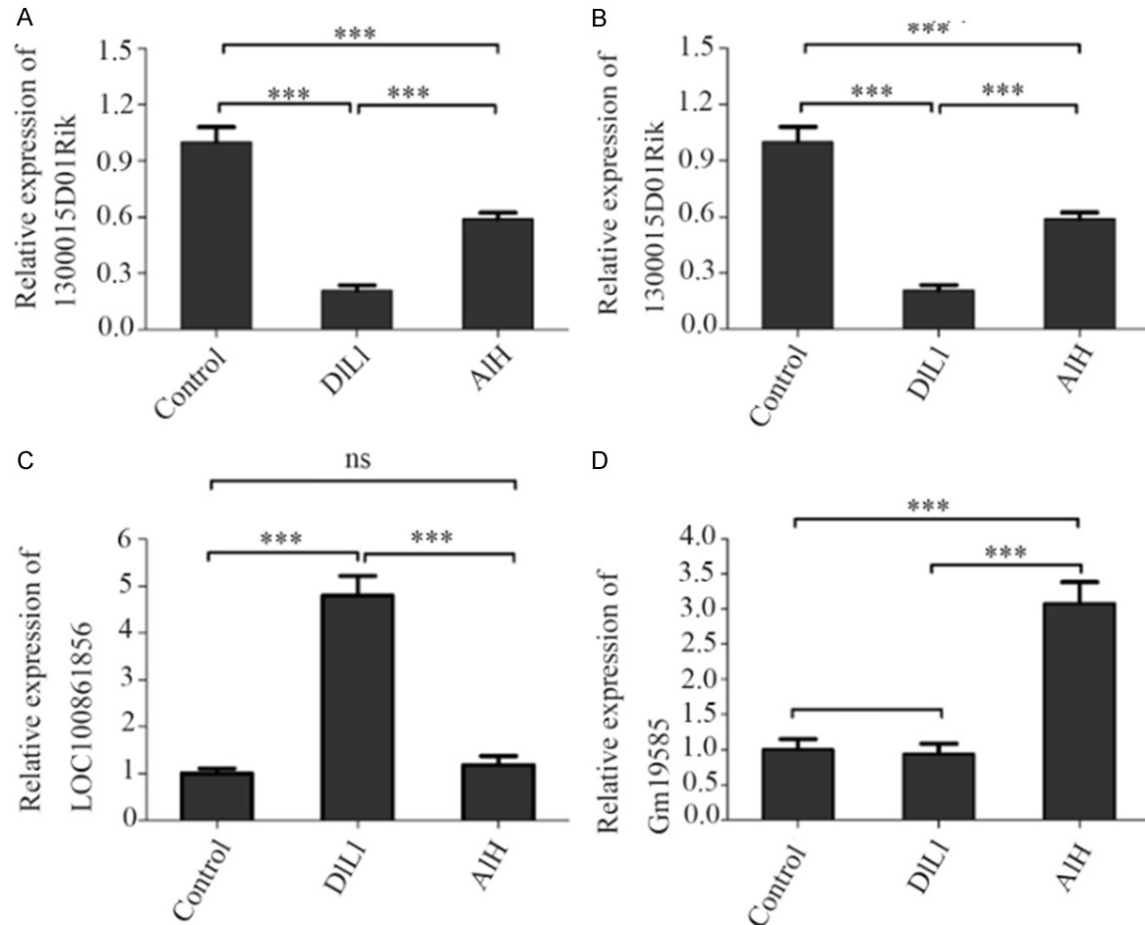 A
***
***
***
Relative expression of
1300015D01Rik
1.5
1.2
0.9
0.6
0.3
0.0
Control
DILI
AIH
B
***
***
***
Relative expression of
1300015D01Rik
1.5
1.2
0.9
0.6
0.3
0.0
Control
DILI
AIH
C
ns
***
***
Relative expression of
LOC100861856
6
5
4
3
2
1
0
Control
DILI
AIH
D
***
***
Relative expression of
Gm19585
4.0
3.5
3.0
2.5
2.0
1.5
1.0
0.5
0.0
Control
DILI
AIH